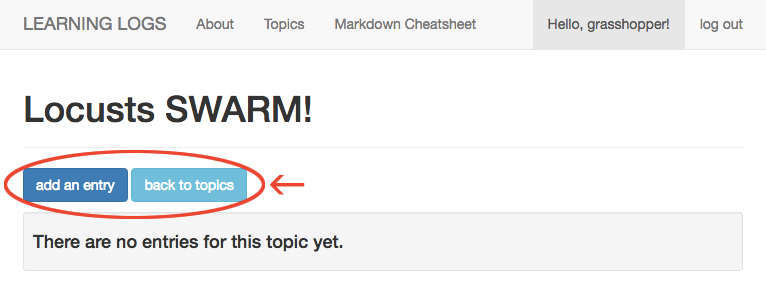 LEARNING LOGS About Topics Markdown Cheatsheet Hello, grasshopper! log out
Locusts SWARM!
add an entry back to topics
There are no entries for this topic yet.